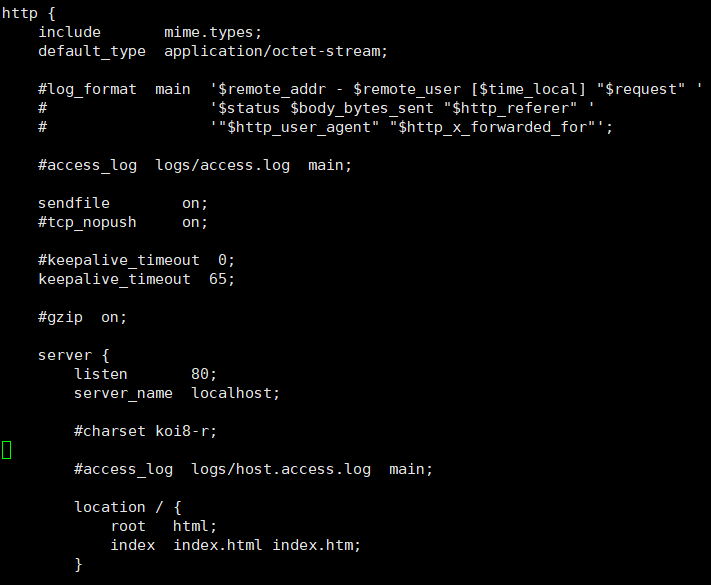 http {
    include       mime.types;
    default_type  application/octet-stream;

    #log_format  main  '$remote_addr - $remote_user [$time_local] "$request" '
    #                  '$status $body_bytes_sent "$http_referer" '
    #                  '"$http_user_agent" "$http_x_forwarded_for"';

    #access_log  logs/access.log  main;

    sendfile        on;
    #tcp_nopush     on;

    #keepalive_timeout  0;
    keepalive_timeout  65;

    #gzip  on;

    server {
        listen       80;
        server_name  localhost;

        #charset koi8-r;

        #access_log  logs/host.access.log  main;

        location / {
            root   html;
            index  index.html index.htm;
        }